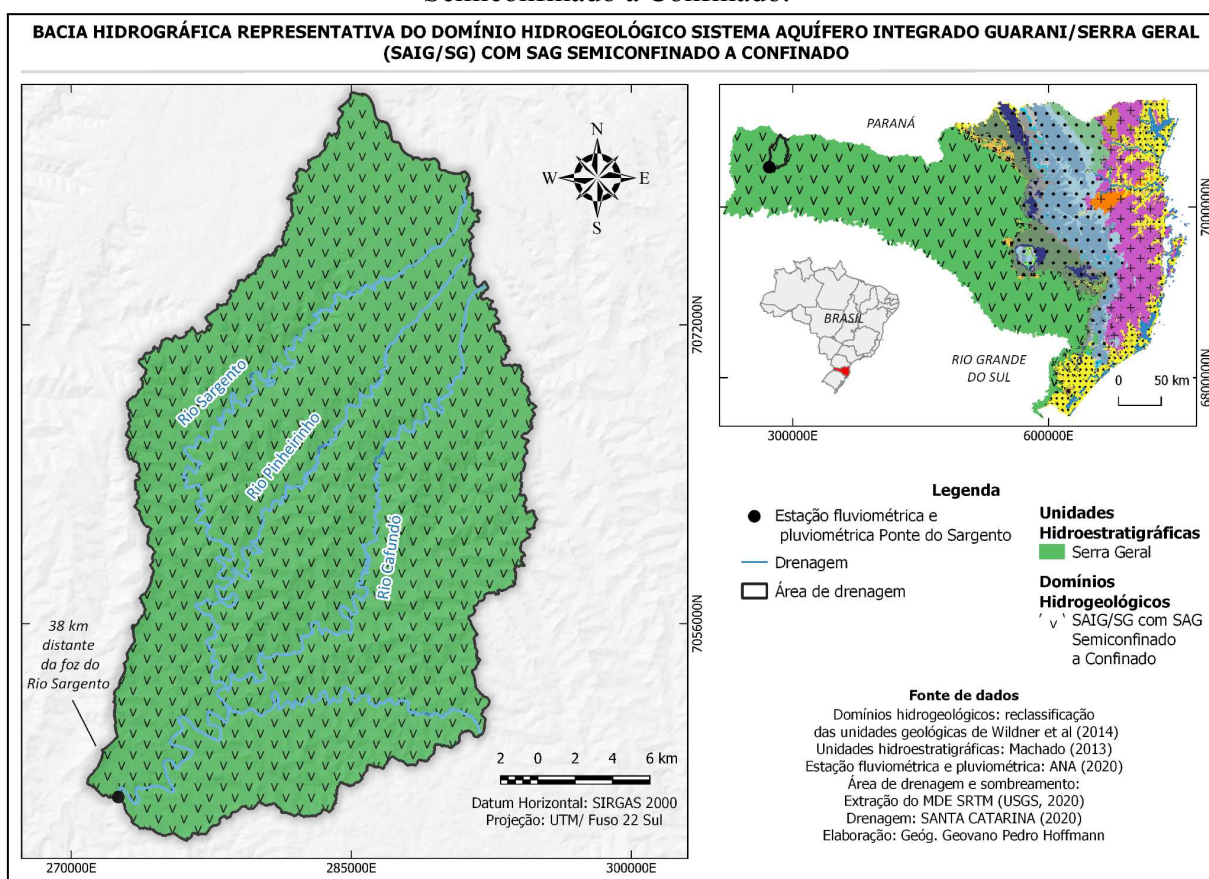 Semiconfinado a Confinado.
BACIA HIDROGRÁFICA REPRESENTATIVA DO DOMÍNIO HIDROGEOLÓGICO SISTEMA AQUÍFERO INTEGRADO GUARANI/SERRA GERAL
(SAIG/SG) COM SAG SEMICONFINADO A CONFINADO
N
W
E
S
Rio Sargento
Rio Pinheirinho
Rio Cafundó
7072000N
7056000N
38 km
distante
da foz do
Rio Sargento
2 0 2 4 6 km
Datum Horizontal: SIRGAS 2000
Projeção: UTM/ Fuso 22 Sul
270000E
285000E
300000E
PARANÁ
BRASIL
RIO GRANDE
DO SUL
0 50 km
7000000N
6800000N
300000E
600000E
Legenda
Estação fluviométrica e
pluviométrica Ponte do Sargento
Drenagem
Área de drenagem
Unidades
Hidroestratigráficas
Serra Geral
Domínios
Hidrogeológicos
SAIG/SG com SAG
Semiconfinado
a Confinado
Fonte de dados
Domínios hidrogeológicos: reclassificação
das unidades geológicas de Wildner et al (2014)
Unidades hidroestratigráficas: Machado (2013)
Estação fluviométrica e pluviométrica: ANA (2020)
Área de drenagem e sombreamento:
Extração do MDE SRTM (USGS, 2020)
Drenagem: SANTA CATARINA (2020)
Elaboração: Geóg. Geovano Pedro Hoffmann